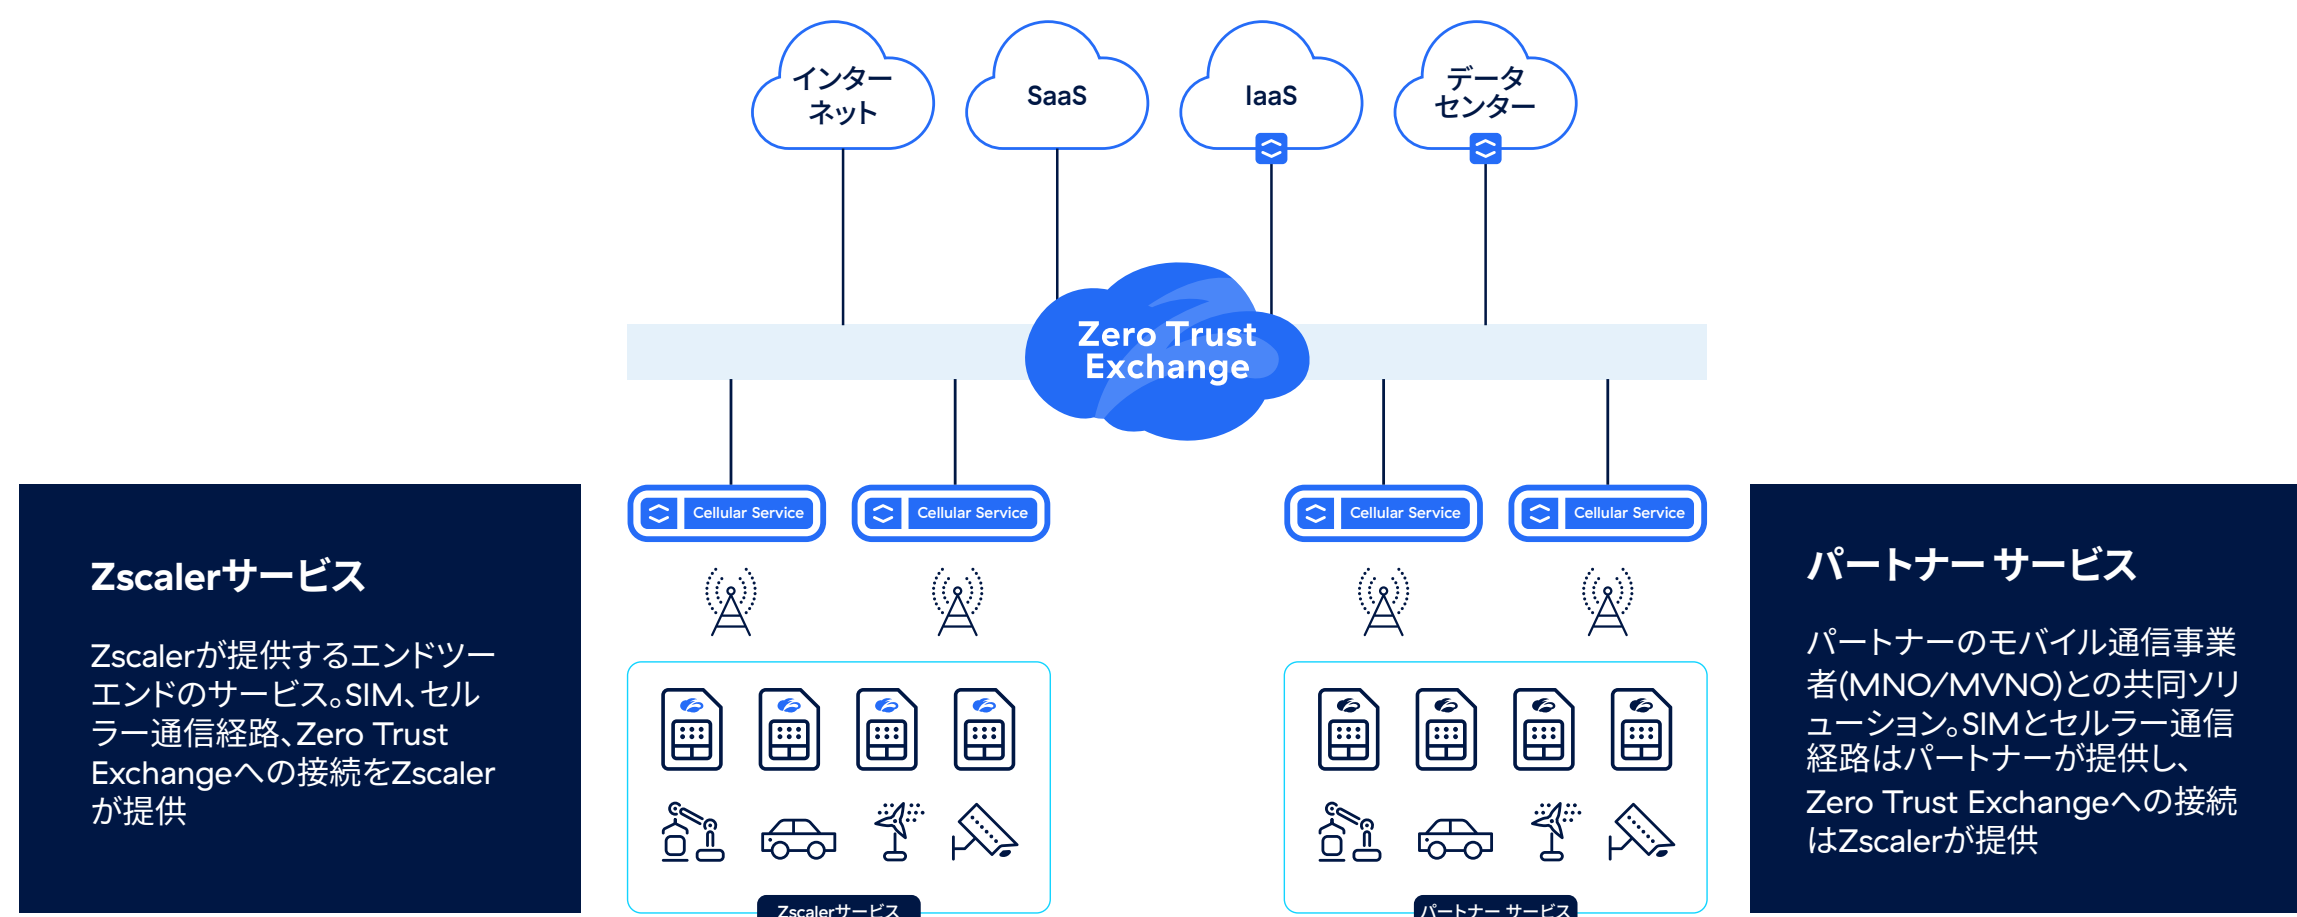 インター
ネット
SaaS
IaaS
データ
センター
Zero Trust
Exchange
Cellular Service
Cellular Service
Cellular Service
Cellular Service
Zscalerサービス
Zscalerが提供するエンドツー
エンドのサービス。SIM、セル
ラー通信経路、Zero Trust
Exchangeへの接続をZscaler
が提供
パートナー サービス
パートナーのモバイル通信事業
者(MNO/MVNO)との共同ソリ
ューション。SIMとセルラー通信
経路はパートナーが提供し、
Zero Trust Exchangeへの接続
はZscalerが提供
Zscalerサービス
パートナー サービス